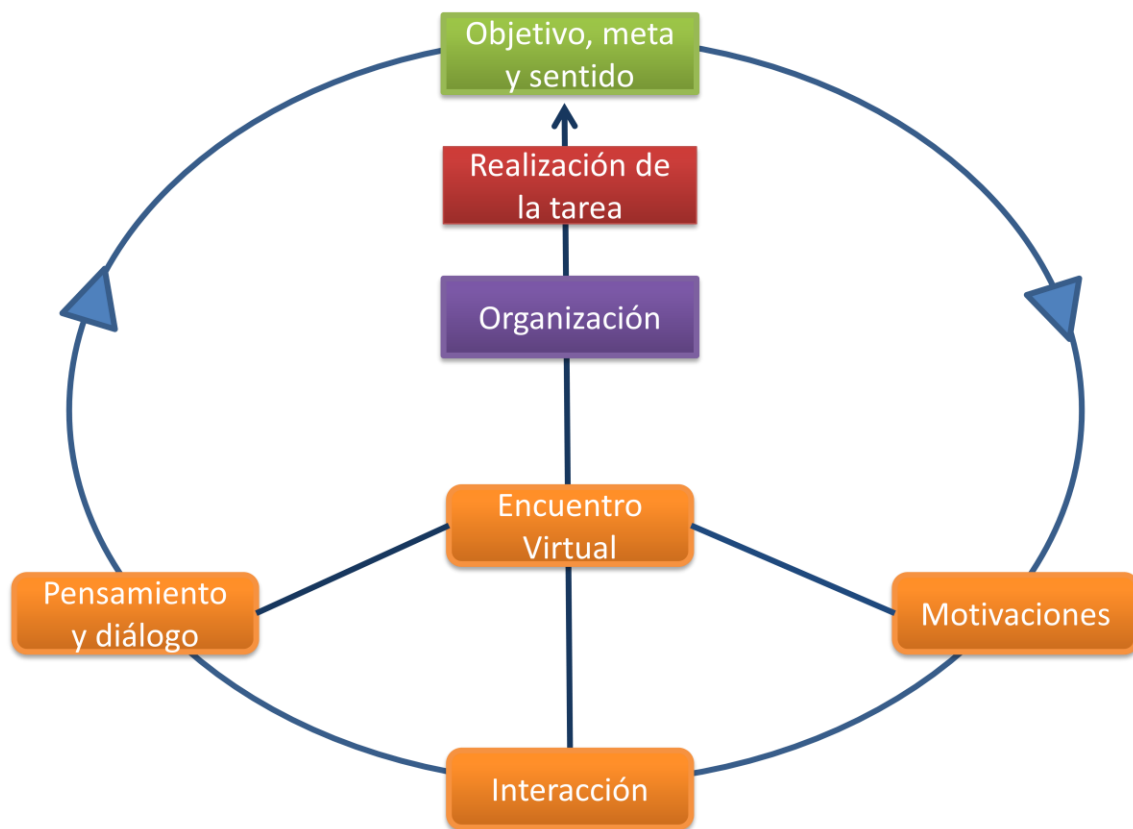 Objetivo, meta
y sentido
Realización de
la tarea
Organización
Encuentro
Virtual
Pensamiento
y diálogo
Motivaciones
Interacción